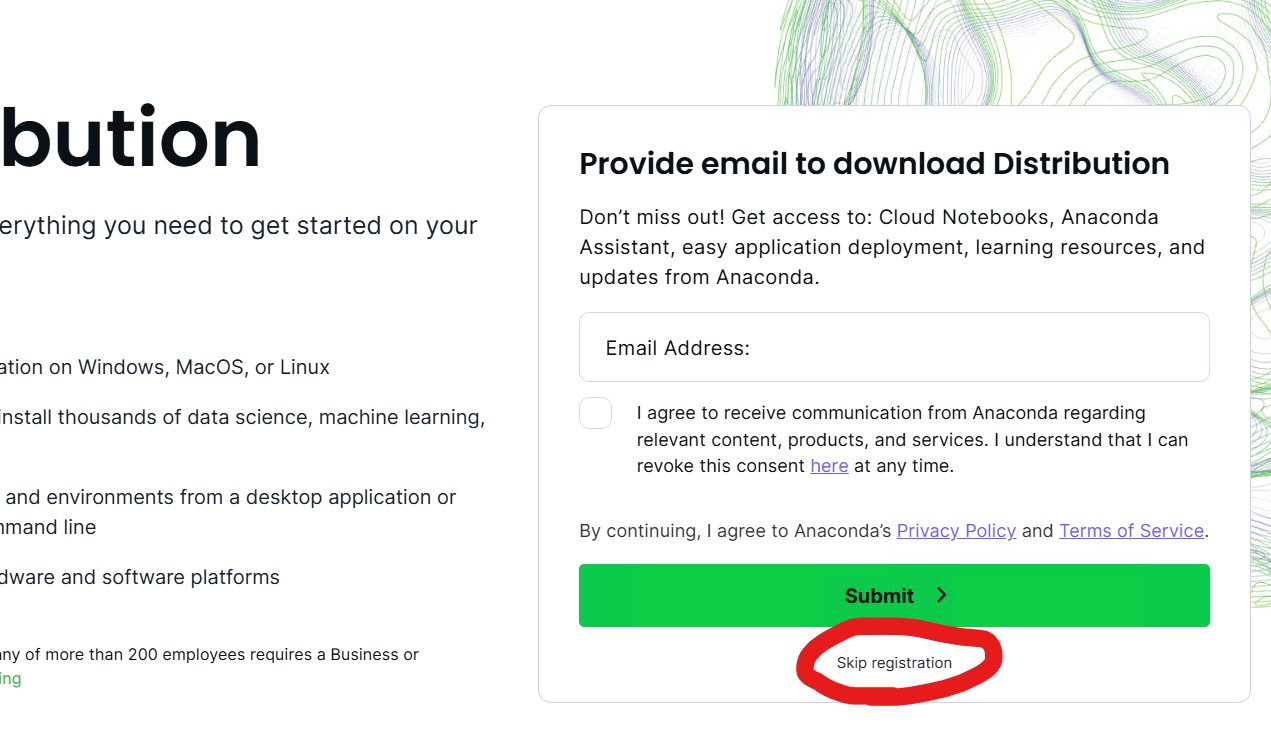 bution
erything you need to get started on your
ation on Windows, MacOS, or Linux
install thousands of data science, machine learning,
and environments from a desktop application or
mmand line
dware and software platforms
any of more than 200 employees requires a Business or
ing
Provide email to download Distribution
Don’t miss out! Get access to: Cloud Notebooks, Anaconda
Assistant, easy application deployment, learning resources, and
updates from Anaconda.
Email Address:
I agree to receive communication from Anaconda regarding
relevant content, products, and services. I understand that I can
revoke this consent here at any time.
By continuing, I agree to Anaconda’s Privacy Policy and Terms of Service.
Submit
Skip registration